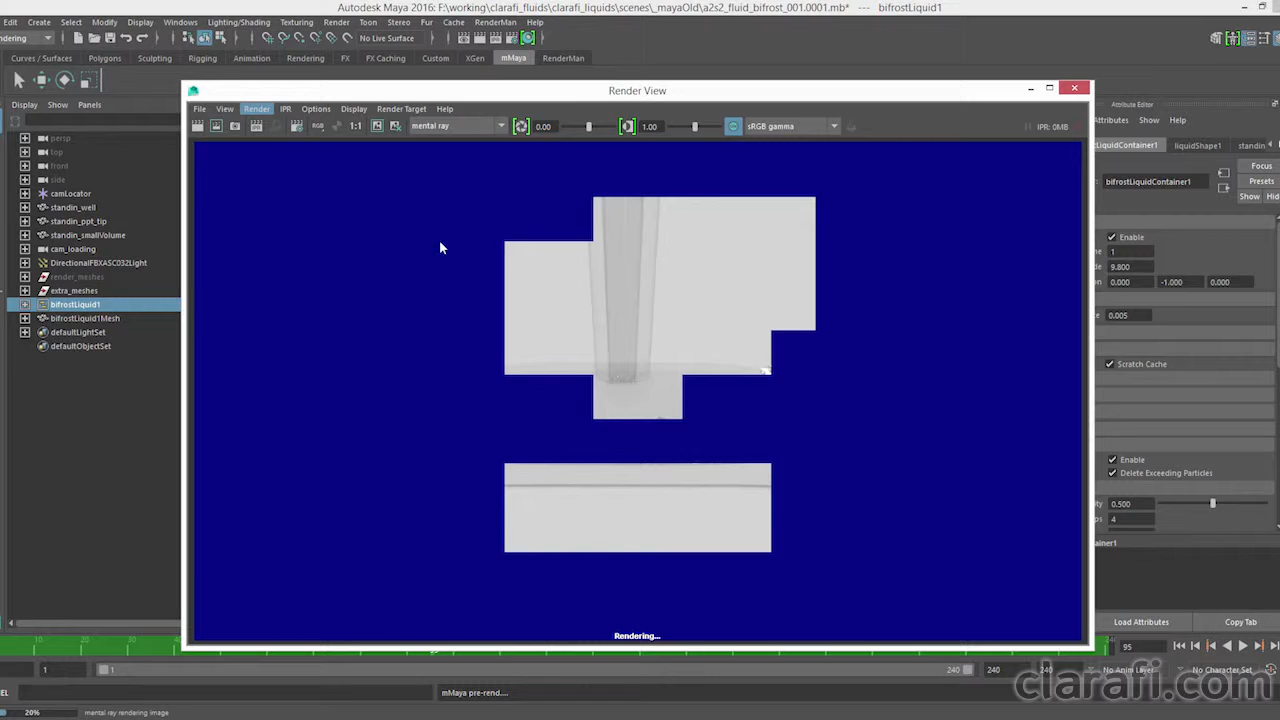 Autodesk Maya 2016: F:\working\clarafi_fluids\clarafi_liquids\scenes\_mayaOld\a2s2_fluid_bifrost_001.0001.mb* --- bifrostLiquid1
Edit Create Select Modify Display Windows Lighting/Shading Texturing Render Toon Stereo Fur Cache RenderMan Help
No Live Surface
Curves / Surfaces Polygons Sculpting Rigging Animation Rendering FX FX Caching Custom XGen mMaya RenderMan
Render View
Display Show Panels
File View Render IPR Options Display Render Target Help
1:1 mental ray 0.00 1.00 sRGB gamma IPR: 0MB
persp
top
front
side
camLocator
standin_well
standin_ppt_tip
standin_smallVolume
cam_loading
DirectionalFBXASC032Light
render_meshes
extra_meshes
bifrostLiquid1
bifrostLiquid1Mesh
defaultLightSet
defaultObjectSet
Attribute Editor
Attributes Show Help
LiquidContainer1 liquidShape1 standin
bifrostLiquidContainer1
Focus
Presets
Show Hid
Enable
1
9.800
0.000 -1.000 0.000
0.005
Scratch Cache
Enable
Delete Exceeding Particles
0.500
4
Load Attributes Copy Tab
Rendering...
95
1 1 240 240 240 No Anim Layer No Character Set
mMaya pre-rend....
20% mental ray rendering image
clarafi.com